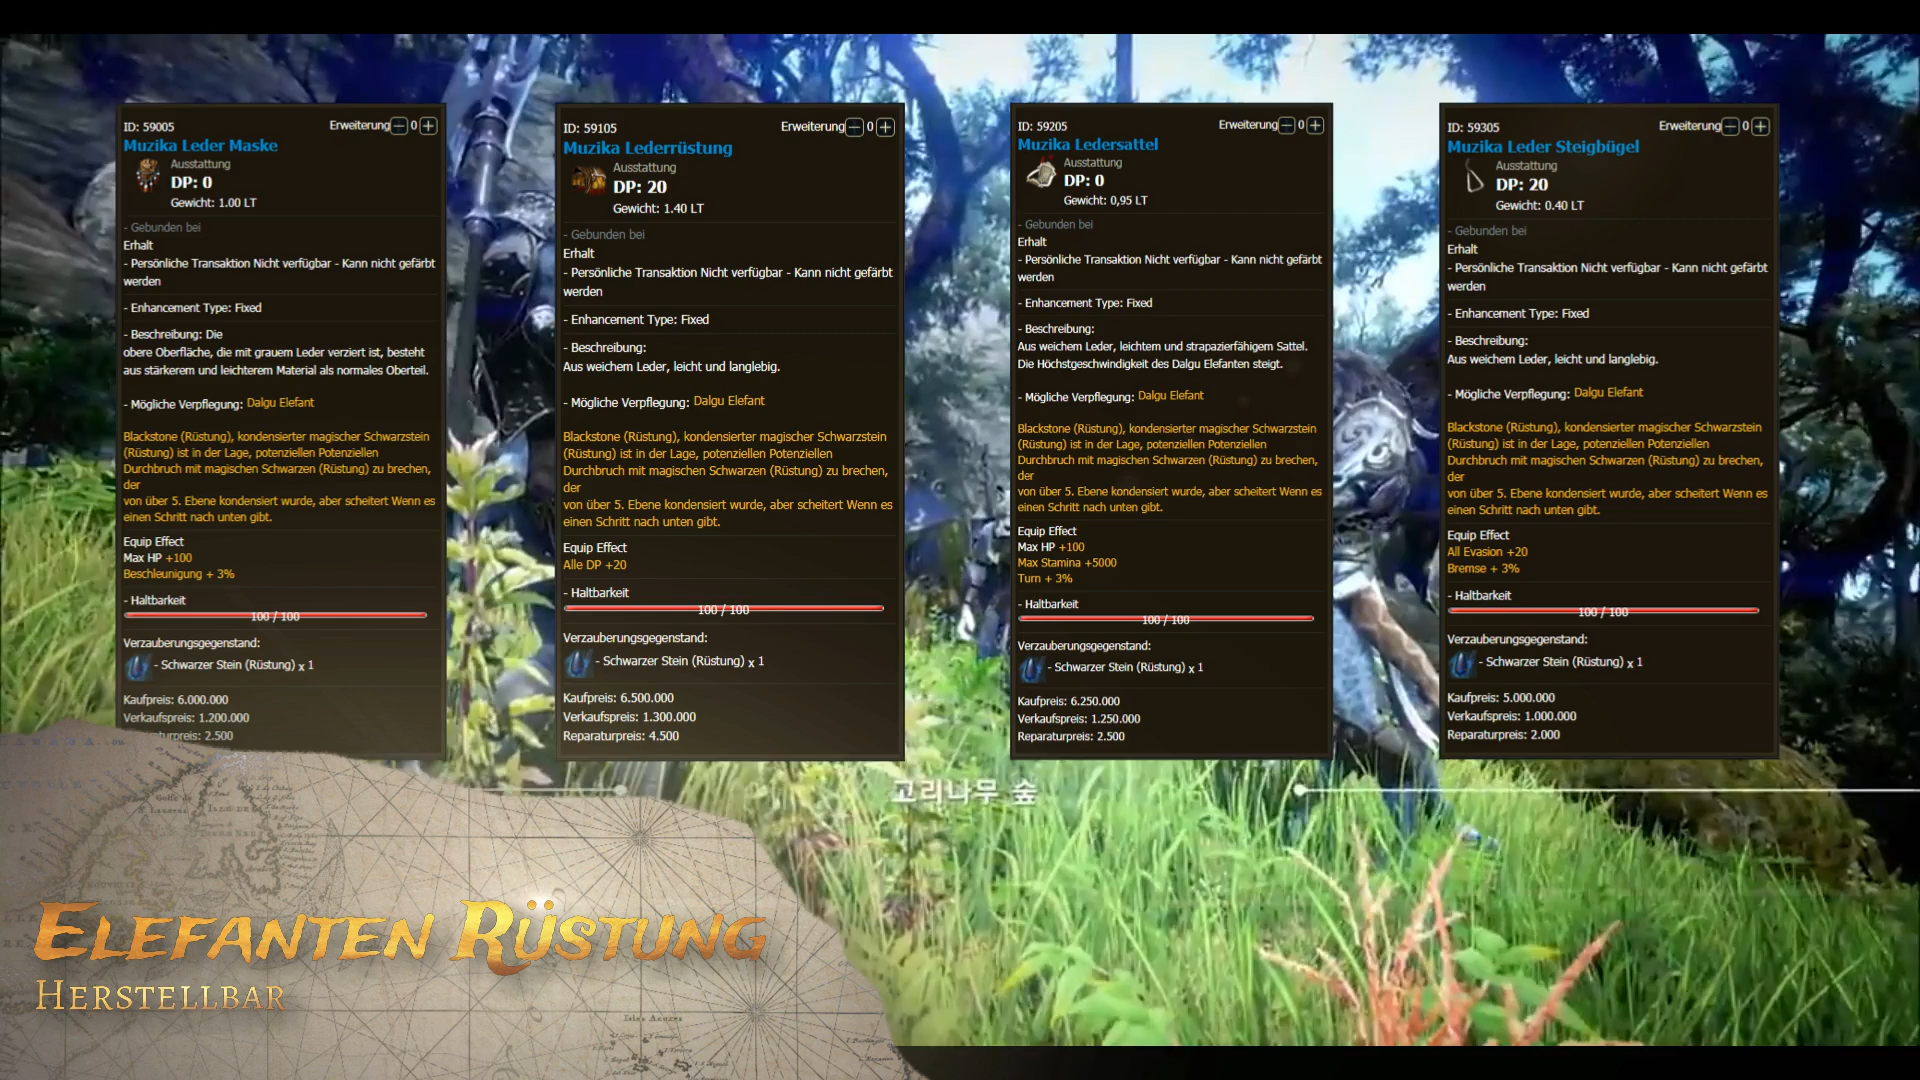 ID: 59005
Erweiterung 0
Muzika Leder Maske
Ausstattung
DP: 0
Gewicht: 1.00 LT
- Gebunden bei
Erhalt
- Persönliche Transaktion Nicht verfügbar - Kann nicht gefärbt
werden
- Enhancement Type: Fixed
- Beschreibung: Die
obere Oberfläche, die mit grauem Leder verziert ist, besteht
aus stärkerem und leichterem Material als normales Oberteil.
- Mögliche Verpflegung: Dalgu Elefant
Blackstone (Rüstung), kondensierter magischer Schwarzstein
(Rüstung) ist in der Lage, potenziellen Potenziellen
Durchbruch mit magischen Schwarzen (Rüstung) zu brechen,
der
von über 5. Ebene kondensiert wurde, aber scheitert Wenn es
einen Schritt nach unten gibt.
Equip Effect
Max HP +100
Beschleunigung + 3%
- Haltbarkeit
100 / 100
Verzauberungsgegenstand:
- Schwarzer Stein (Rüstung) x 1
Kaufpreis: 6.000.000
Verkaufspreis: 1.200.000
2.500
ID: 59105
Erweiterung 0
Muzika Lederrüstung
Ausstattung
DP: 20
Gewicht: 1.40 LT
- Gebunden bei
Erhalt
- Persönliche Transaktion Nicht verfügbar - Kann nicht gefärbt
werden
- Enhancement Type: Fixed
- Beschreibung:
Aus weichem Leder, leicht und langlebig.
- Mögliche Verpflegung: Dalgu Elefant
Blackstone (Rüstung), kondensierter magischer Schwarzstein
(Rüstung) ist in der Lage, potenziellen Potenziellen
Durchbruch mit magischen Schwarzen (Rüstung) zu brechen,
der
von über 5. Ebene kondensiert wurde, aber scheitert Wenn es
einen Schritt nach unten gibt.
Equip Effect
Alle DP +20
- Haltbarkeit
100 / 100
Verzauberungsgegenstand:
- Schwarzer Stein (Rüstung) x 1
Kaufpreis: 6.500.000
Verkaufspreis: 1.300.000
Reparaturpreis: 4.500
ID: 59205
Erweiterung 0
Muzika Ledersattel
Ausstattung
DP: 0
Gewicht: 0,95 LT
- Gebunden bei
Erhalt
- Persönliche Transaktion Nicht verfügbar - Kann nicht gefärbt
werden
- Enhancement Type: Fixed
- Beschreibung:
Aus weichem Leder, leichtem und strapazierfähigem Sattel.
Die Höchstgeschwindigkeit des Dalgu Elefanten steigt.
- Mögliche Verpflegung: Dalgu Elefant
Blackstone (Rüstung), kondensierter magischer Schwarzstein
(Rüstung) ist in der Lage, potenziellen Potenziellen
Durchbruch mit magischen Schwarzen (Rüstung) zu brechen,
der
von über 5. Ebene kondensiert wurde, aber scheitert Wenn es
einen Schritt nach unten gibt.
Equip Effect
Max HP +100
Max Stamina +5000
Turn + 3%
- Haltbarkeit
100 / 100
Verzauberungsgegenstand:
- Schwarzer Stein (Rüstung) x 1
Kaufpreis: 6.250.000
Verkaufspreis: 1.250.000
Reparaturpreis: 2.500
ID: 59305
Erweiterung 0
Muzika Leder Steigbügel
Ausstattung
DP: 20
Gewicht: 0.40 LT
- Gebunden bei
Erhalt
- Persönliche Transaktion Nicht verfügbar - Kann nicht gefärbt
werden
- Enhancement Type: Fixed
- Beschreibung:
Aus weichem Leder, leicht und langlebig.
- Mögliche Verpflegung: Dalgu Elefant
Blackstone (Rüstung), kondensierter magischer Schwarzstein
(Rüstung) ist in der Lage, potenziellen Potenziellen
Durchbruch mit magischen Schwarzen (Rüstung) zu brechen,
der
von über 5. Ebene kondensiert wurde, aber scheitert Wenn es
einen Schritt nach unten gibt.
Equip Effect
All Evasion +20
Bremse + 3%
- Haltbarkeit
100 / 100
Verzauberungsgegenstand:
- Schwarzer Stein (Rüstung) x 1
Kaufpreis: 5.000.000
Verkaufspreis: 1.000.000
Reparaturpreis: 2.000
고리나무 숲
Elefanten Rüstung
Herstellbar